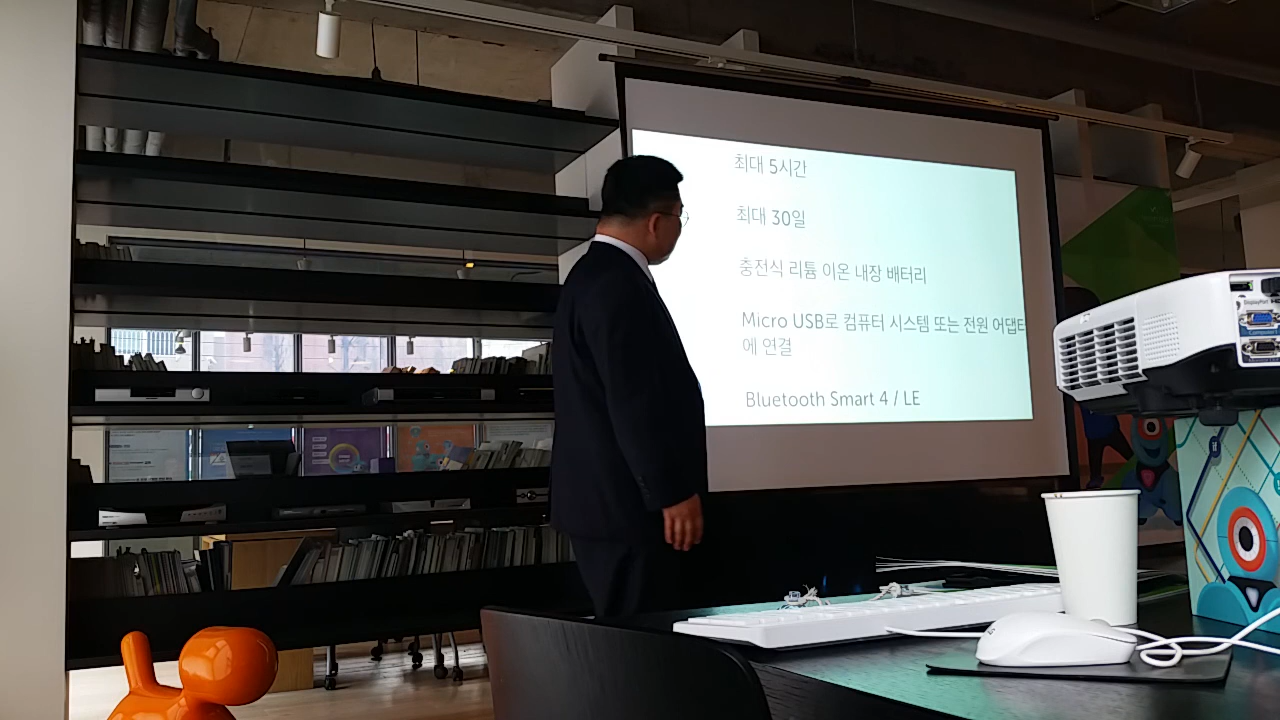 최대 5시간
최대 30일
충전식 리튬 이온 내장 배터리
Micro USB로 컴퓨터 시스템 또는 전원 어댑터
에 연결
Bluetooth Smart 4 / LE
DisplayPort
Computer